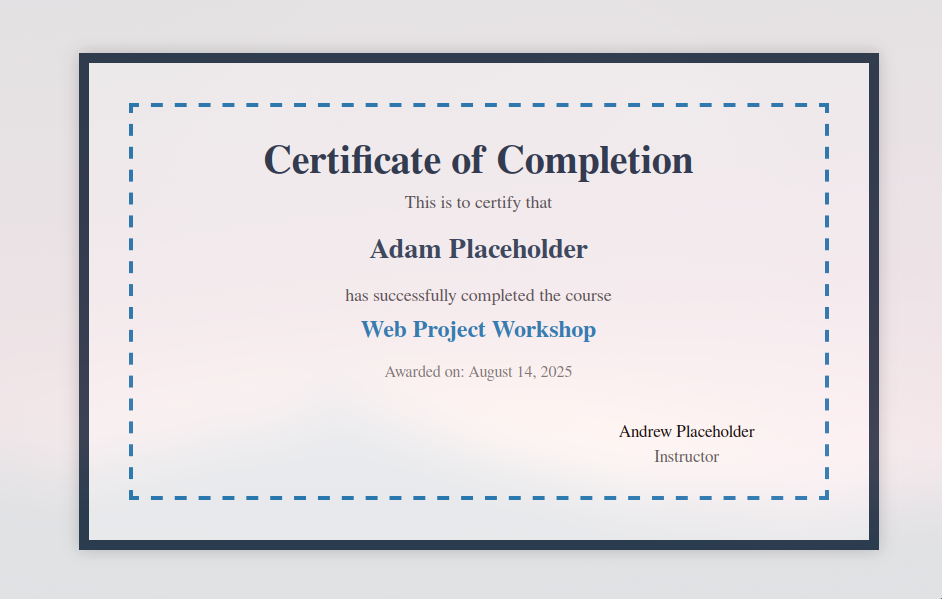 Certificate of Completion
This is to certify that
Adam Placeholder
has successfully completed the course
Web Project Workshop
Awarded on: August 14, 2025
Andrew Placeholder
Instructor